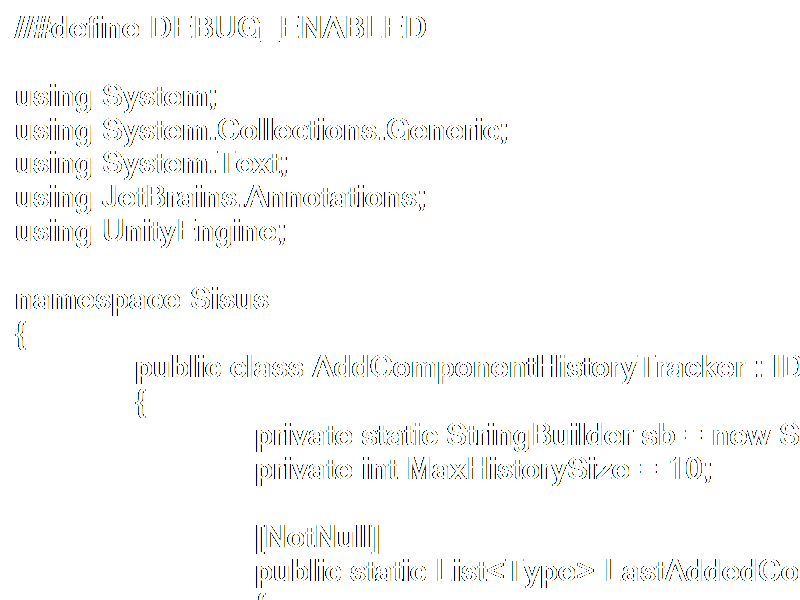 //#define DEBUG_ENABLED
using System;
using System.Collections.Generic;
using System.Text;
using JetBrains.Annotations;
using UnityEngine;
namespace Sisus
{
public class AddComponentHistoryTracker : ID
{
private static StringBuilder sb = new S
private int MaxHistorySize = 10;
[NotNull]
public static List<Type> LastAddedCo
{